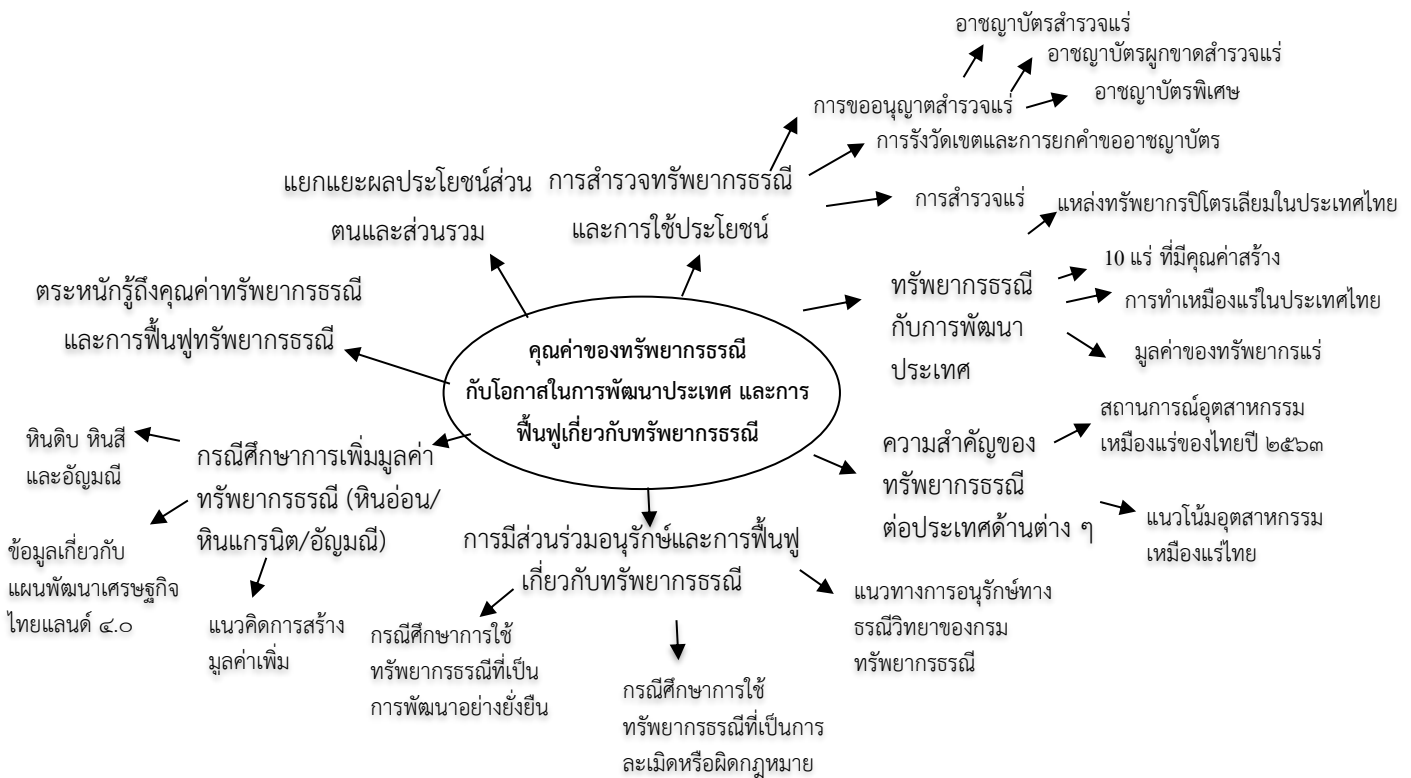 อาชญาบัตรสำรวจแร่
อาชญาบัตรผูกขาดสำรวจแร่
อาชญาบัตรพิเศษ
การขออนุญาตสำรวจแร่
การรังวัดเขตและการยกคำขออาชญาบัตร
การสำรวจทรัพยากรธรณี
และการใช้ประโยชน์
การสำรวจแร่
แยกแยะผลประโยชน์ส่วน
ตนและส่วนรวม
แหล่งทรัพยากรปิโตรเลียมในประเทศไทย
10 แร่ ที่มีคุณค่าสร้าง
การทำเหมืองแร่ในประเทศไทย
มูลค่าของทรัพยากรแร่
ทรัพยากรธรณี
กับการพัฒนา
ประเทศ
ตระหนักรู้ถึงคุณค่าทรัพยากรธรณี
และการฟื้นฟูทรัพยากรธรณี
คุณค่าของทรัพยากรธรณี
กับโอกาสในการพัฒนาประเทศ และการ
ฟื้นฟูเกี่ยวกับทรัพยากรธรณี
ความสำคัญของ
ทรัพยากรธรณี
ต่อประเทศด้านต่าง ๆ
สถานการณ์อุตสาหกรรม
เหมืองแร่ของไทยปี ๒๕๖๓
แนวโน้มอุตสาหกรรม
เหมืองแร่ไทย
หินดิบ หินสี
และอัญมณี
กรณีศึกษาการเพิ่มมูลค่า
ทรัพยากรธรณี (หินอ่อน/
หินแกรนิต/อัญมณี)
ข้อมูลเกี่ยวกับ
แผนพัฒนาเศรษฐกิจ
ไทยแลนด์ ๔.๐
แนวคิดการสร้าง
มูลค่าเพิ่ม
การมีส่วนร่วมอนุรักษ์และการฟื้นฟู
เกี่ยวกับทรัพยากรธรณี
กรณีศึกษาการใช้
ทรัพยากรธรณีที่เป็น
การพัฒนาอย่างยั่งยืน
กรณีศึกษาการใช้
ทรัพยากรธรณีที่เป็นการ
ละเมิดหรือผิดกฎหมาย
แนวทางการอนุรักษ์ทาง
ธรณีวิทยาของกรม
ทรัพยากรธรณี